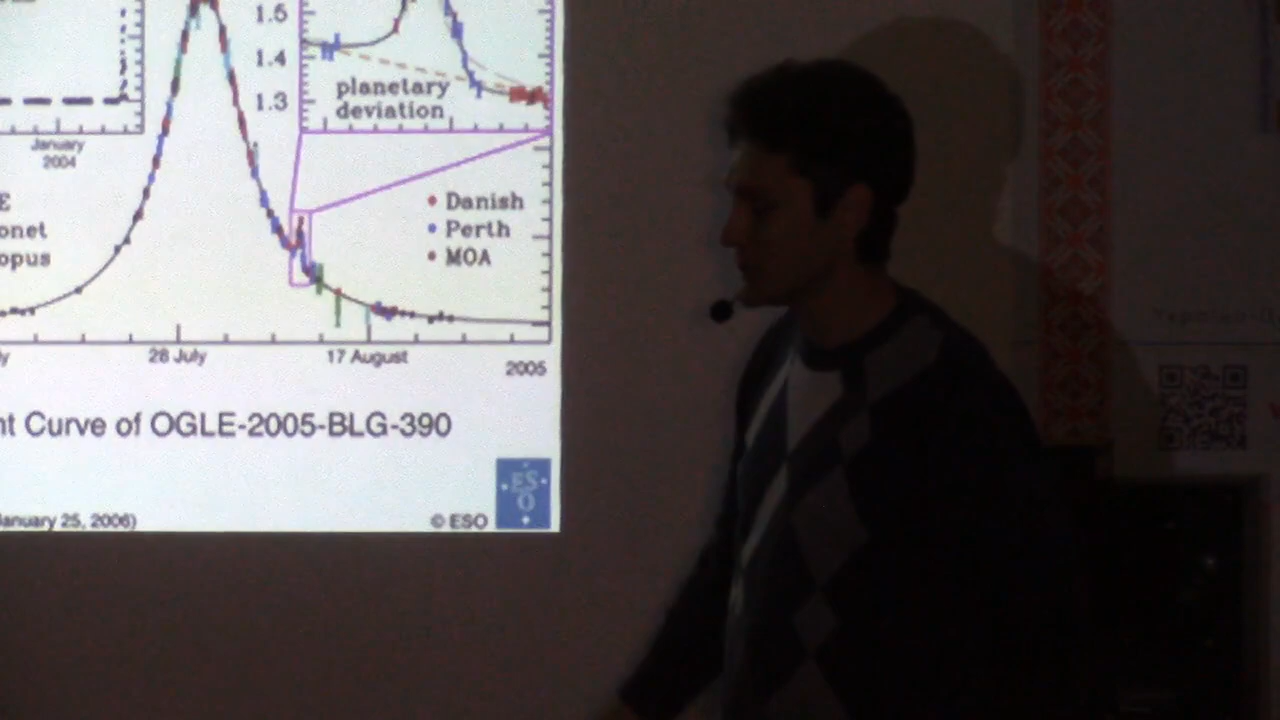 1.6
1.4
1.3
planetary
deviation
January
2004
E
onet
opus
Danish
Perth
MOA
y
28 July
17 August
2005
nt Curve of OGLE-2005-BLG-390
ES
O
anuary 25, 2006)
© ESO